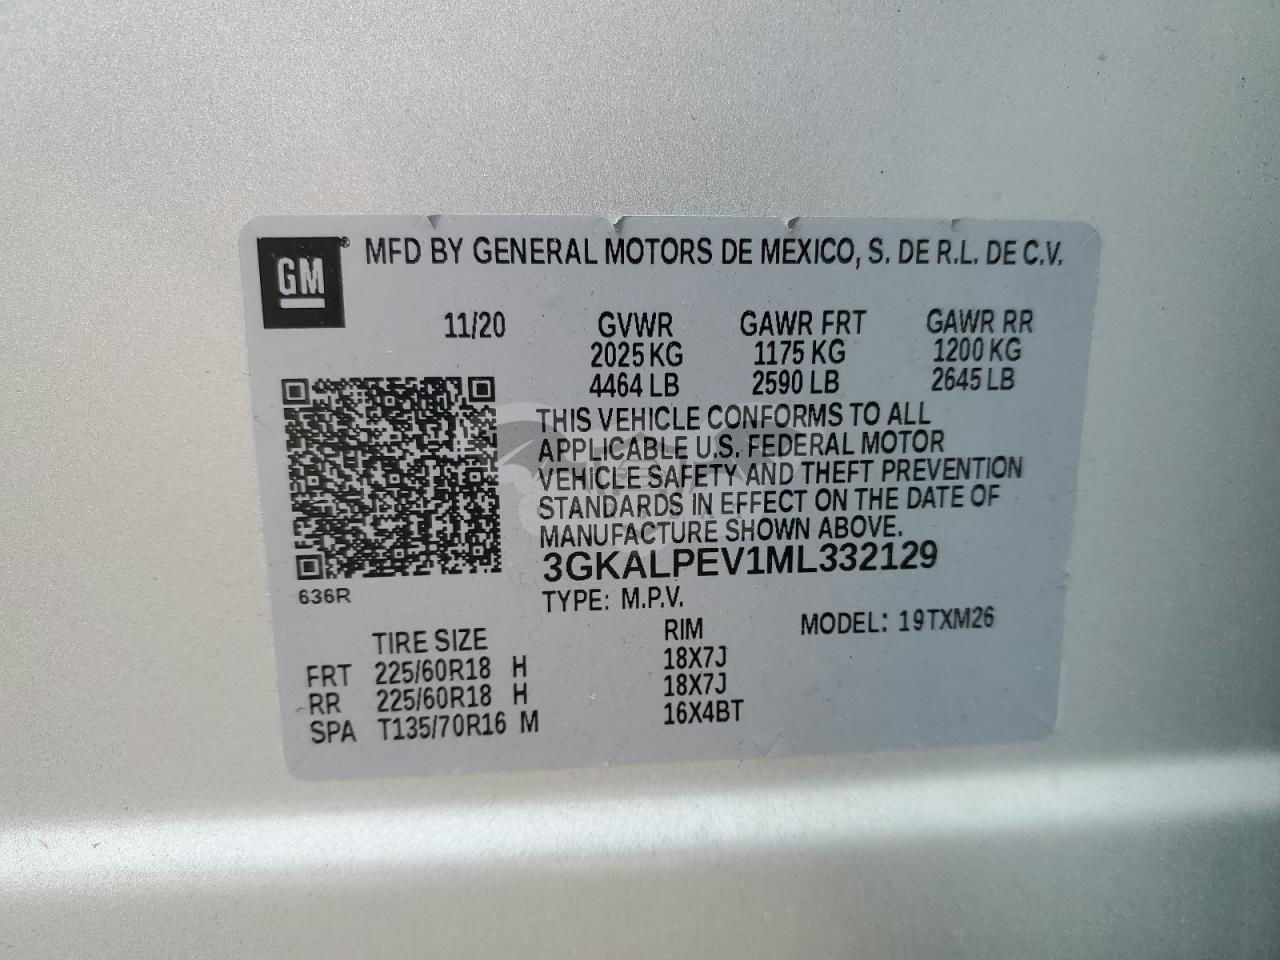 GM® MFD BY GENERAL MOTORS DE MEXICO, S. DE R.L. DE C.V.
11/20 GVWR GAWR FRT GAWR RR
2025 KG 1175 KG 1200 KG
4464 LB 2590 LB 2645 LB
THIS VEHICLE CONFORMS TO ALL
APPLICABLE U.S. FEDERAL MOTOR
VEHICLE SAFETY AND THEFT PREVENTION
STANDARDS IN EFFECT ON THE DATE OF
MANUFACTURE SHOWN ABOVE.
3GKALPEV1ML332129
636R
TYPE: M.P.V.
MODEL: 19TXM26
TIRE SIZE RIM
FRT 225/60R18 H 18X7J
RR 225/60R18 H 18X7J
SPA T135/70R16 M 16X4BT